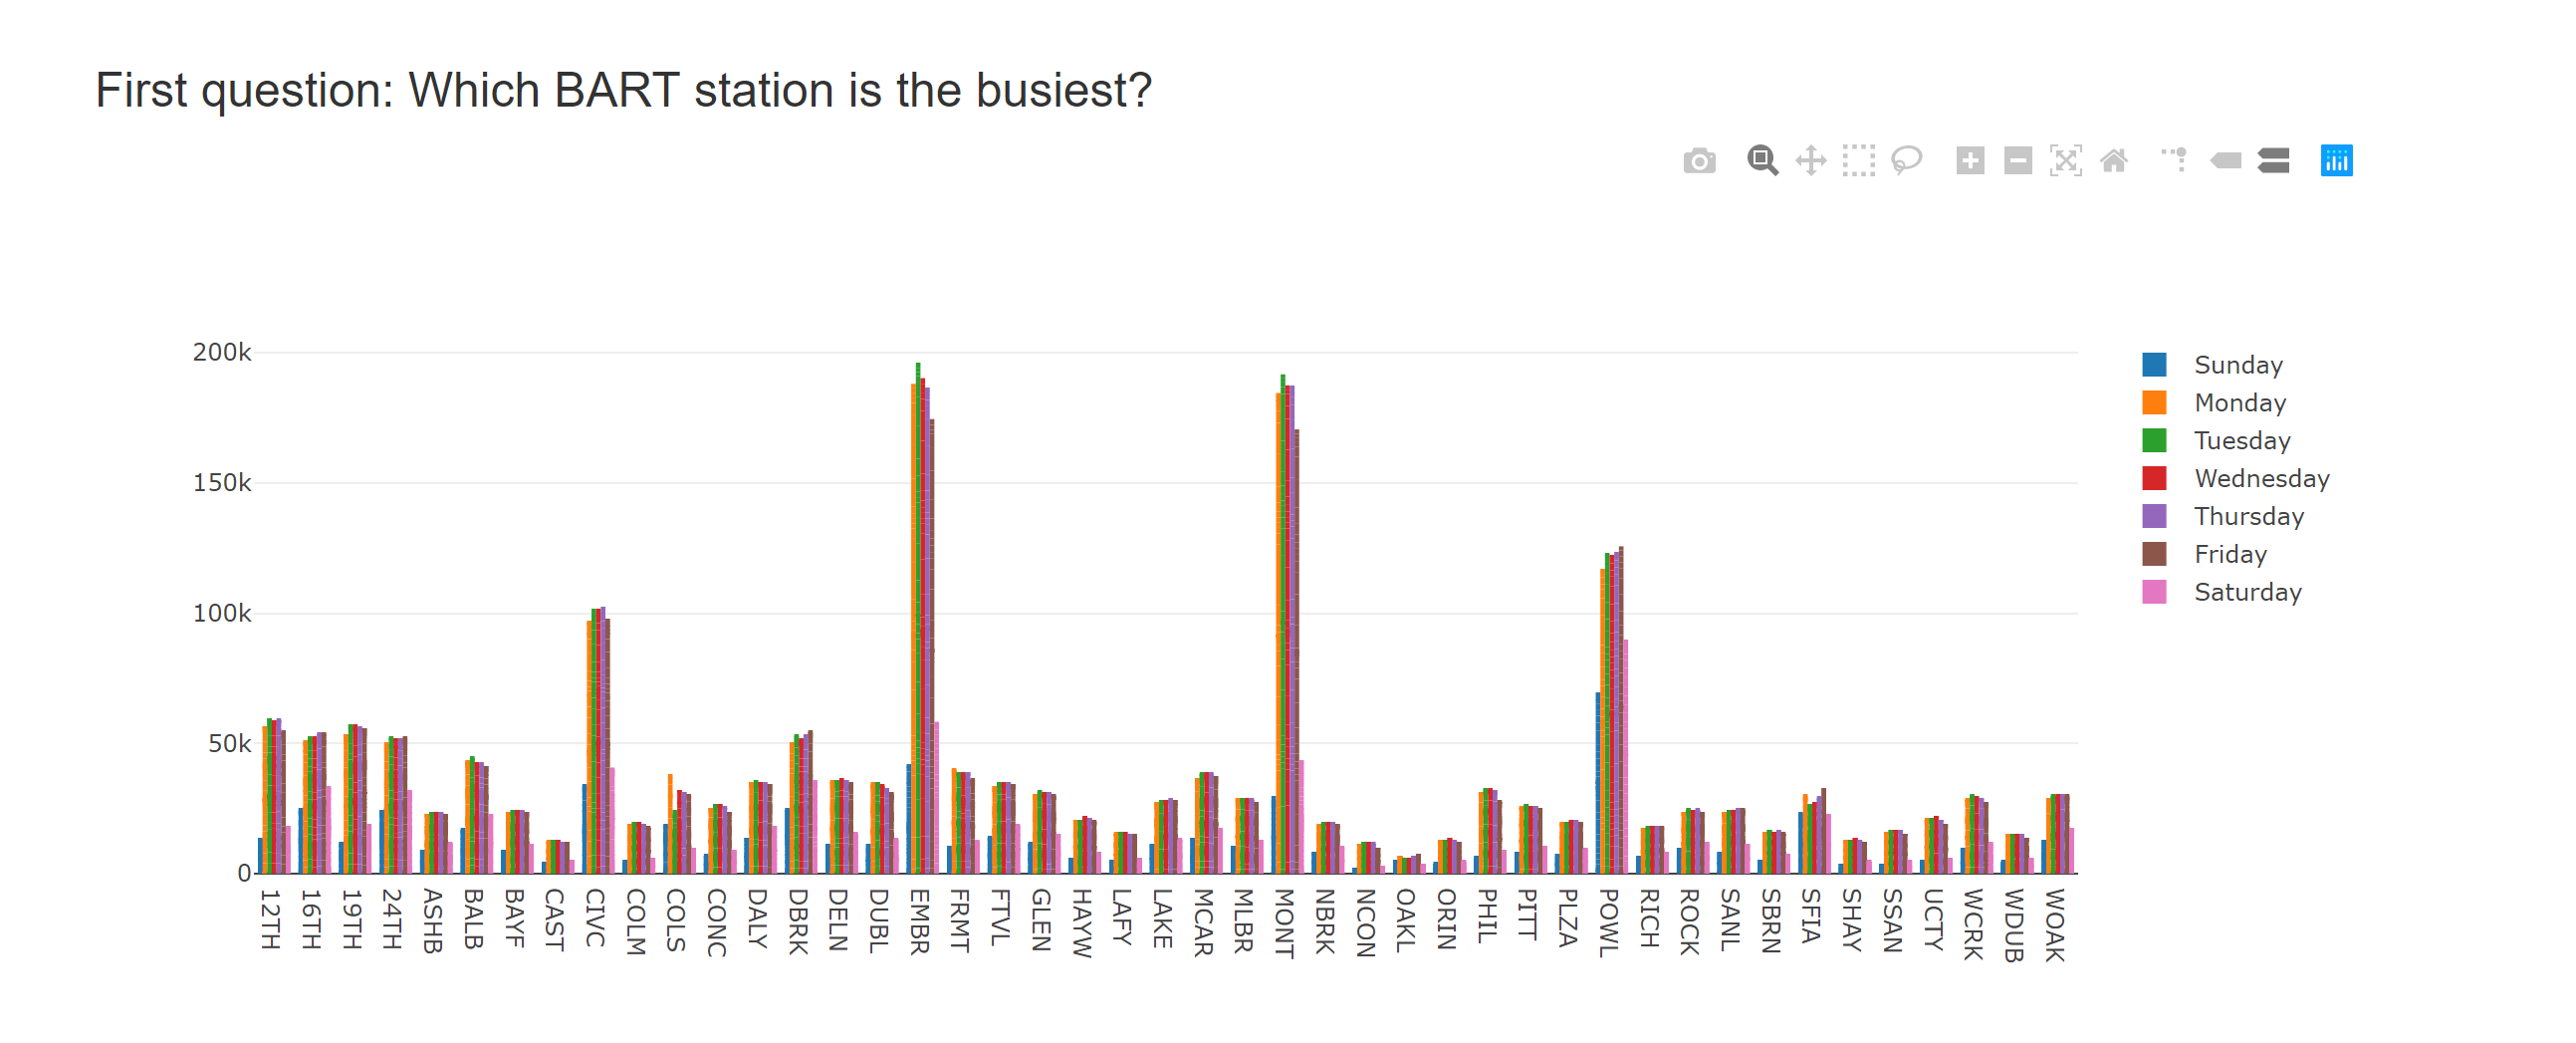 First question: Which BART station is the busiest?
200k
150k
100k
50k
0
Sunday
Monday
Tuesday
Wednesday
Thursday
Friday
Saturday
12TH
16TH
19TH
24TH
ASHB
BALB
BAYF
CAST
CIVC
COLM
COLS
CONC
DALY
DBRK
DELN
DUBL
EMBR
FRMT
FTVL
GLEN
HAYW
LAFY
LAKE
MCAR
MLBR
MONT
NBRK
NCON
OAKL
ORIN
PHIL
PITT
PLZA
POWL
RICH
ROCK
SANL
SBRN
SFIA
SHAY
SSAN
UCTY
WCRK
WDUB
WOAK